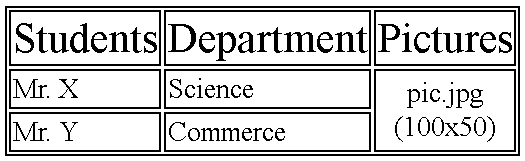 Students Department Pictures
Mr. X Science pic.jpg
(100x50)
Mr. Y Commerce